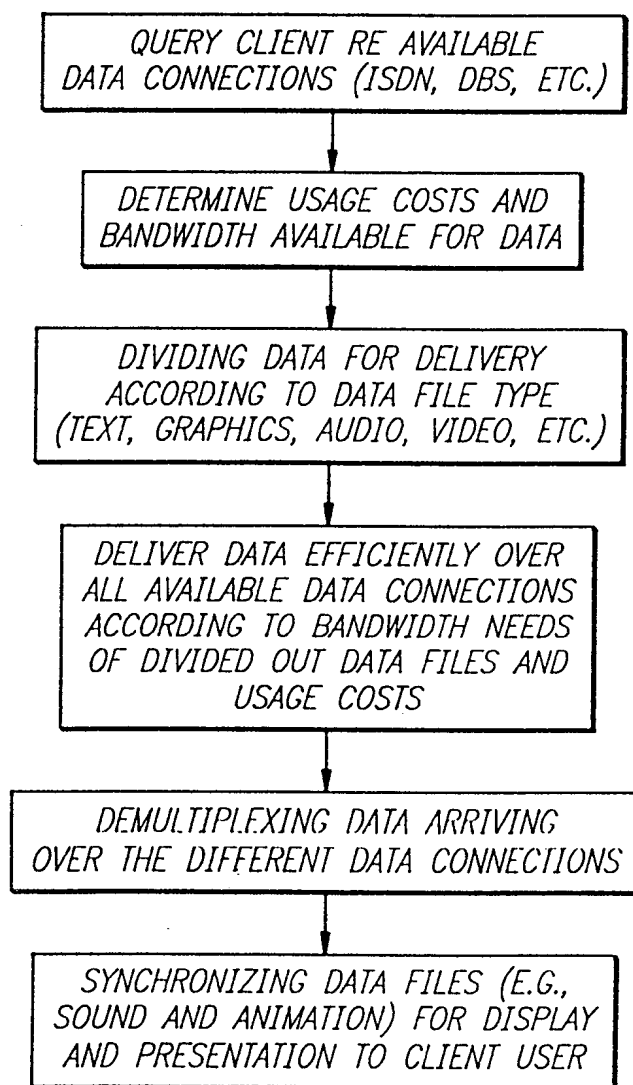 QUERY CLIENT RE AVAILABLE
DATA CONNECTIONS (ISDN, DBS, ETC.)
DETERMINE USAGE COSTS AND
BANDWIDTH AVAILABLE FOR DATA
DIVIDING DATA FOR DELIVERY
ACCORDING TO DATA FILE TYPE
(TEXT, GRAPHICS, AUDIO, VIDEO, ETC.)
DELIVER DATA EFFICIENTLY OVER
ALL AVAILABLE DATA CONNECTIONS
ACCORDING TO BANDWIDTH NEEDS
OF DIVIDED OUT DATA FILES AND
USAGE COSTS
DEMULTIPLEXING DATA ARRIVING
OVER THE DIFFERENT DATA CONNECTIONS
SYNCHRONIZING DATA FILES (E.G.,
SOUND AND ANIMATION) FOR DISPLAY
AND PRESENTATION TO CLIENT USER